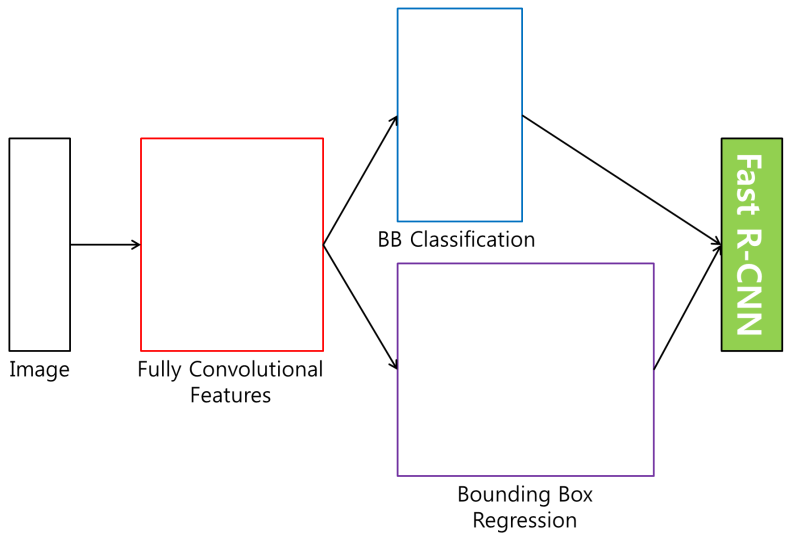 Image
Fully Convolutional
Features
BB Classification
Bounding Box
Regression
Fast R-CNN